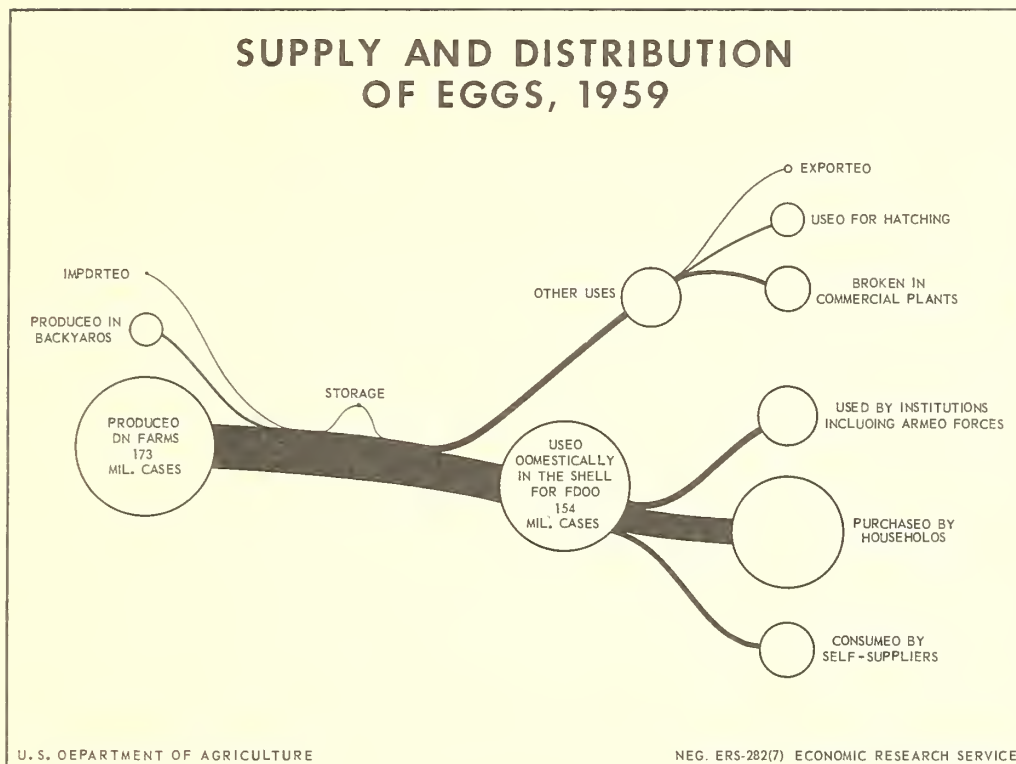 SUPPLY AND DISTRIBUTION
OF EGGS, 1959
EXPORTEO
USEO FOR HATCHING
IMPDRTEO
OTHER USES
BROKEN IN
COMMERCIAL PLANTS
PRODUCEO IN
BACKYAROS
STORAGE
PRODUCEO
DN FARMS
173
MIL. CASES
USEO
OOMESTICALLY
IN THE SHELL
FOR FDOO
154
MIL. CASES
USED BY INSTITUTIONS
INCLUDING ARMEO FORCES
PURCHASEO BY
HOUSEHOLOS
CONSUMEO BY
SELF-SUPPLIERS
U. S. OEPARTMENT OF AGRICULTURE
NEG. ERS-282(7) ECONOMIC RESEARCH SERVICE